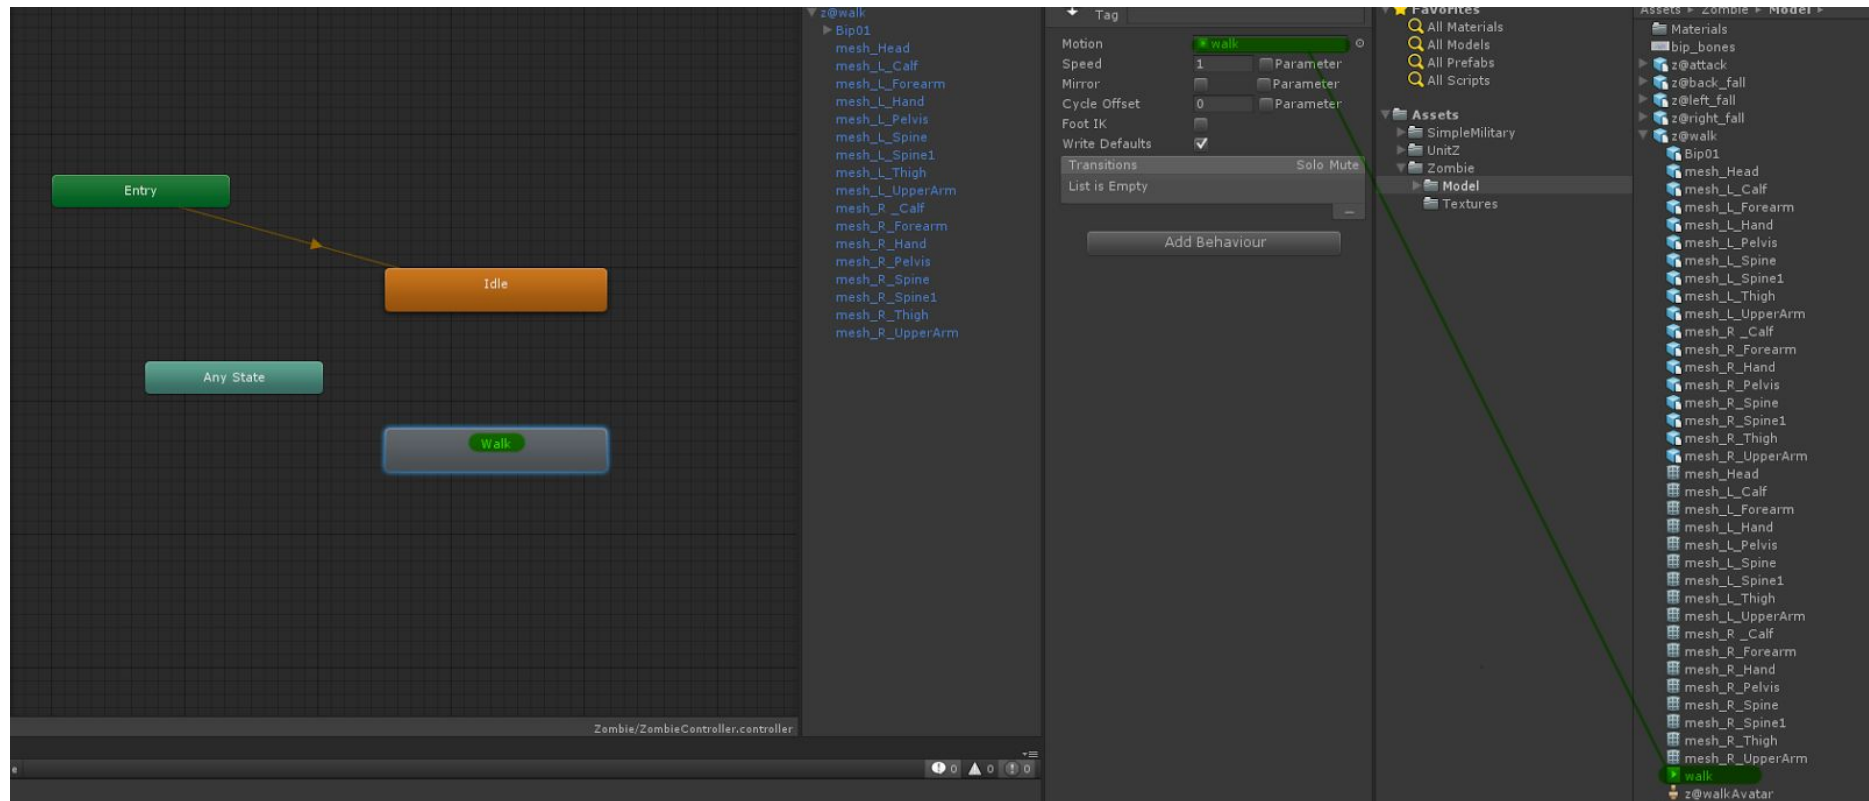 Entry
Idle
Any State
Walk
Zombie/ZombieController.controller
0 0 0
z@walk
Bip01
mesh_Head
mesh_L_Calf
mesh_L_Forearm
mesh_L_Hand
mesh_L_Pelvis
mesh_L_Spine
mesh_L_Spine1
mesh_L_Thigh
mesh_L_UpperArm
mesh_R _Calf
mesh_R_Forearm
mesh_R_Hand
mesh_R_Pelvis
mesh_R_Spine
mesh_R_Spine1
mesh_R_Thigh
mesh_R_UpperArm
Tag
Motion walk
Speed 1 Parameter
Mirror Parameter
Cycle Offset 0 Parameter
Foot IK
Write Defaults
Transitions Solo Mute
List is Empty
Add Behaviour
Favorites
All Materials
All Models
All Prefabs
All Scripts
Assets
SimpleMilitary
UnitZ
Zombie
Model
Textures
Assets ▸ Zombie ▸ Model ▸
Materials
bip_bones
z@attack
z@back_fall
z@left_fall
z@right_fall
z@walk
Bip01
mesh_Head
mesh_L_Calf
mesh_L_Forearm
mesh_L_Hand
mesh_L_Pelvis
mesh_L_Spine
mesh_L_Spine1
mesh_L_Thigh
mesh_L_UpperArm
mesh_R _Calf
mesh_R_Forearm
mesh_R_Hand
mesh_R_Pelvis
mesh_R_Spine
mesh_R_Spine1
mesh_R_Thigh
mesh_R_UpperArm
mesh_Head
mesh_L_Calf
mesh_L_Forearm
mesh_L_Hand
mesh_L_Pelvis
mesh_L_Spine
mesh_L_Spine1
mesh_L_Thigh
mesh_L_UpperArm
mesh_R _Calf
mesh_R_Forearm
mesh_R_Hand
mesh_R_Pelvis
mesh_R_Spine
mesh_R_Spine1
mesh_R_Thigh
mesh_R_UpperArm
walk
z@walkAvatar